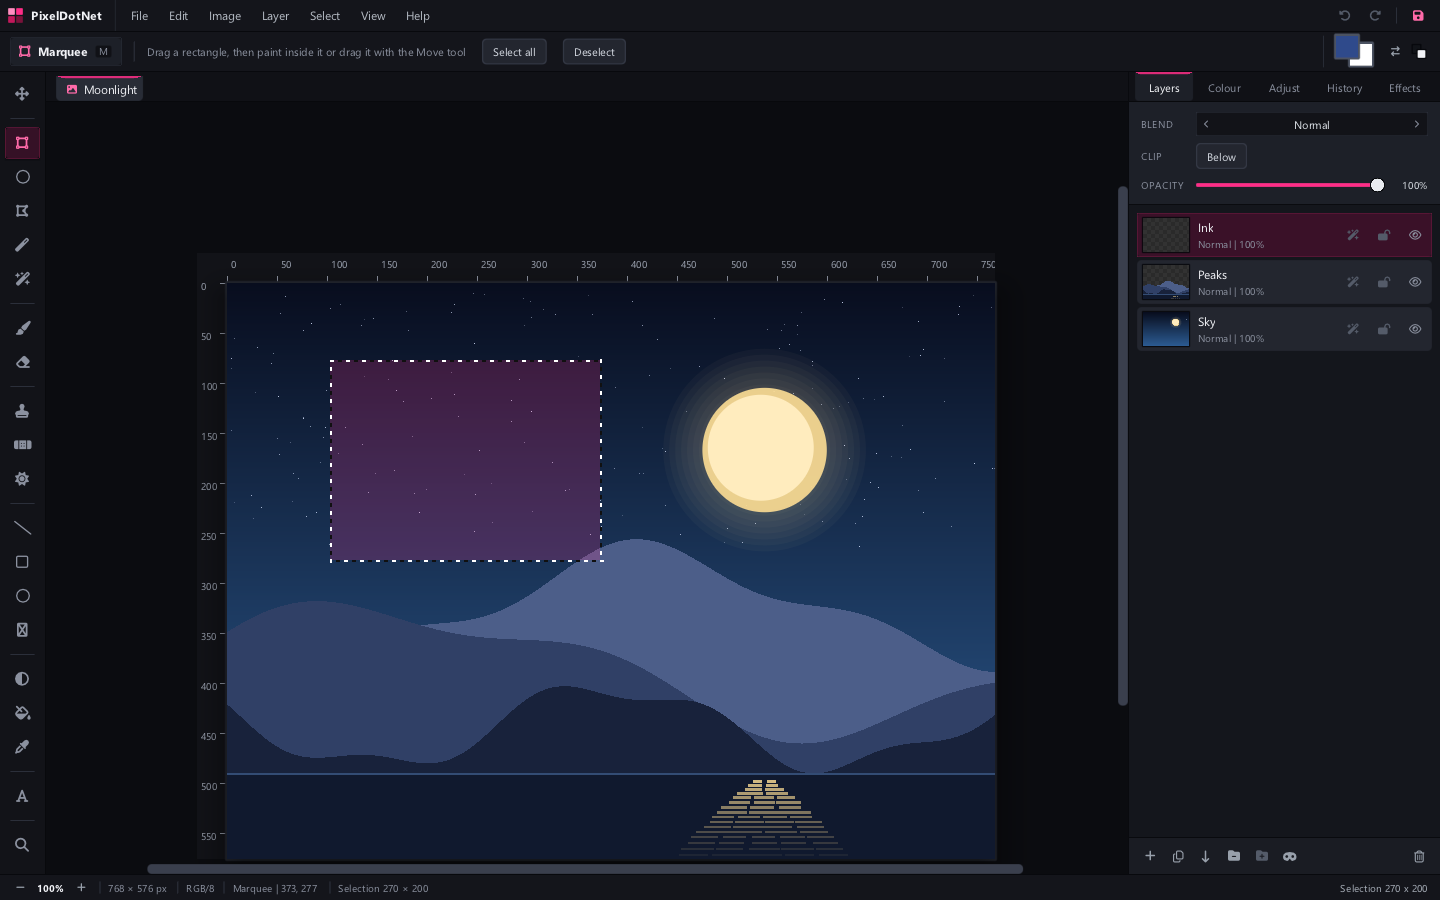 PixelDotNet File Edit Image Layer Select View Help
Marquee M Drag a rectangle, then paint inside it or drag it with the Move tool Select all Deselect
Moonlight
Layers Colour Adjust History Effects
BLEND Normal
CLIP Below
OPACITY 100%
Ink
Normal | 100%
Peaks
Normal | 100%
Sky
Normal | 100%
0 50 100 150 200 250 300 350 400 450 500 550 600 650 700 750
0
50
100
150
200
250
300
350
400
450
500
550
A
100% 768 × 576 px RGB/8 Marquee | 373, 277 Selection 270 × 200 Selection 270 x 200